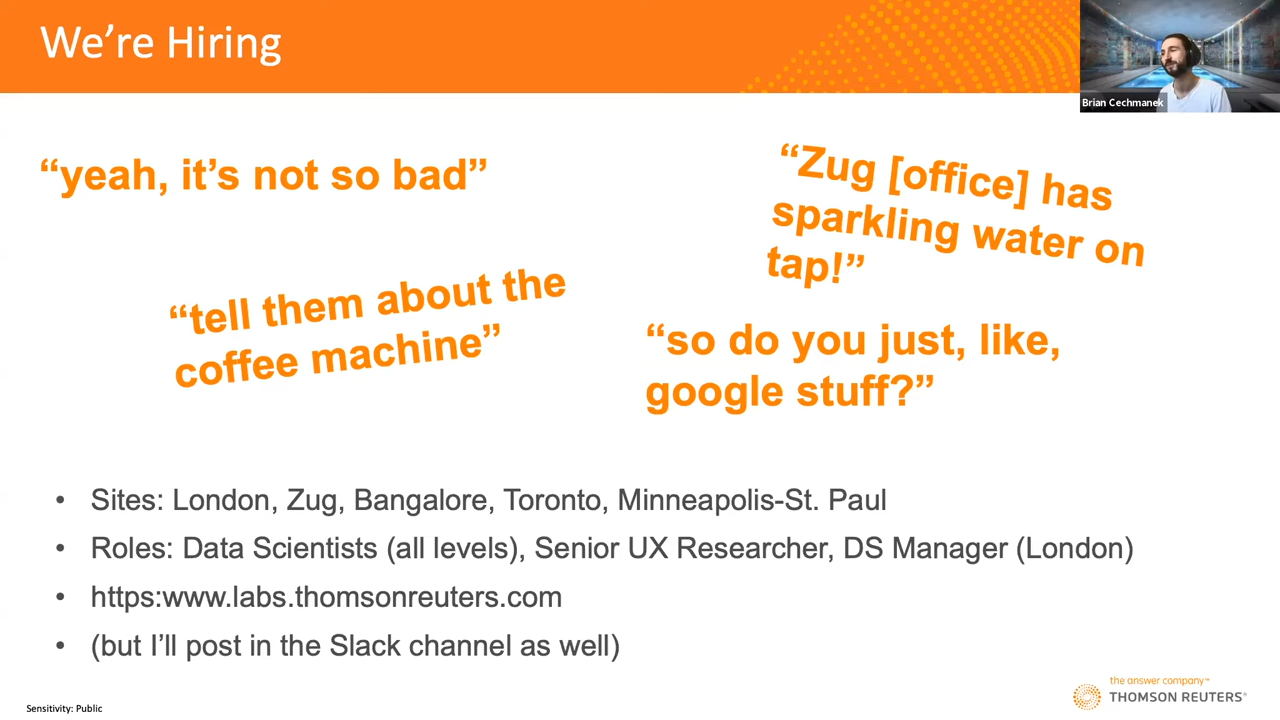 We're Hiring
Brian Cechmanek
“yeah, it's not so bad”
“Zug [office] has
sparkling water on
tap!”
“tell them about the
coffee machine”
“so do you just, like,
google stuff?”
• Sites: London, Zug, Bangalore, Toronto, Minneapolis-St. Paul
• Roles: Data Scientists (all levels), Senior UX Researcher, DS Manager (London)
• https:www.labs.thomsonreuters.com
• (but I'll post in the Slack channel as well)
Sensitivity: Public
the answer company™
THOMSON REUTERS®